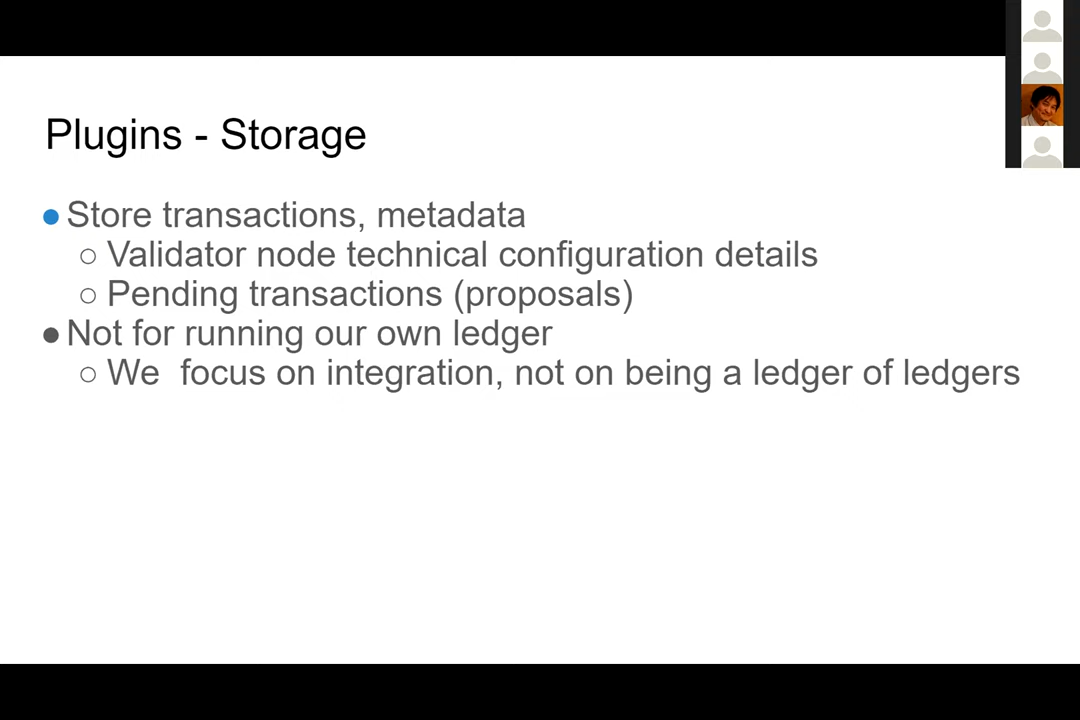 Plugins - Storage
● Store transactions, metadata
○ Validator node technical configuration details
○ Pending transactions (proposals)
● Not for running our own ledger
○ We  focus on integration, not on being a ledger of ledgers